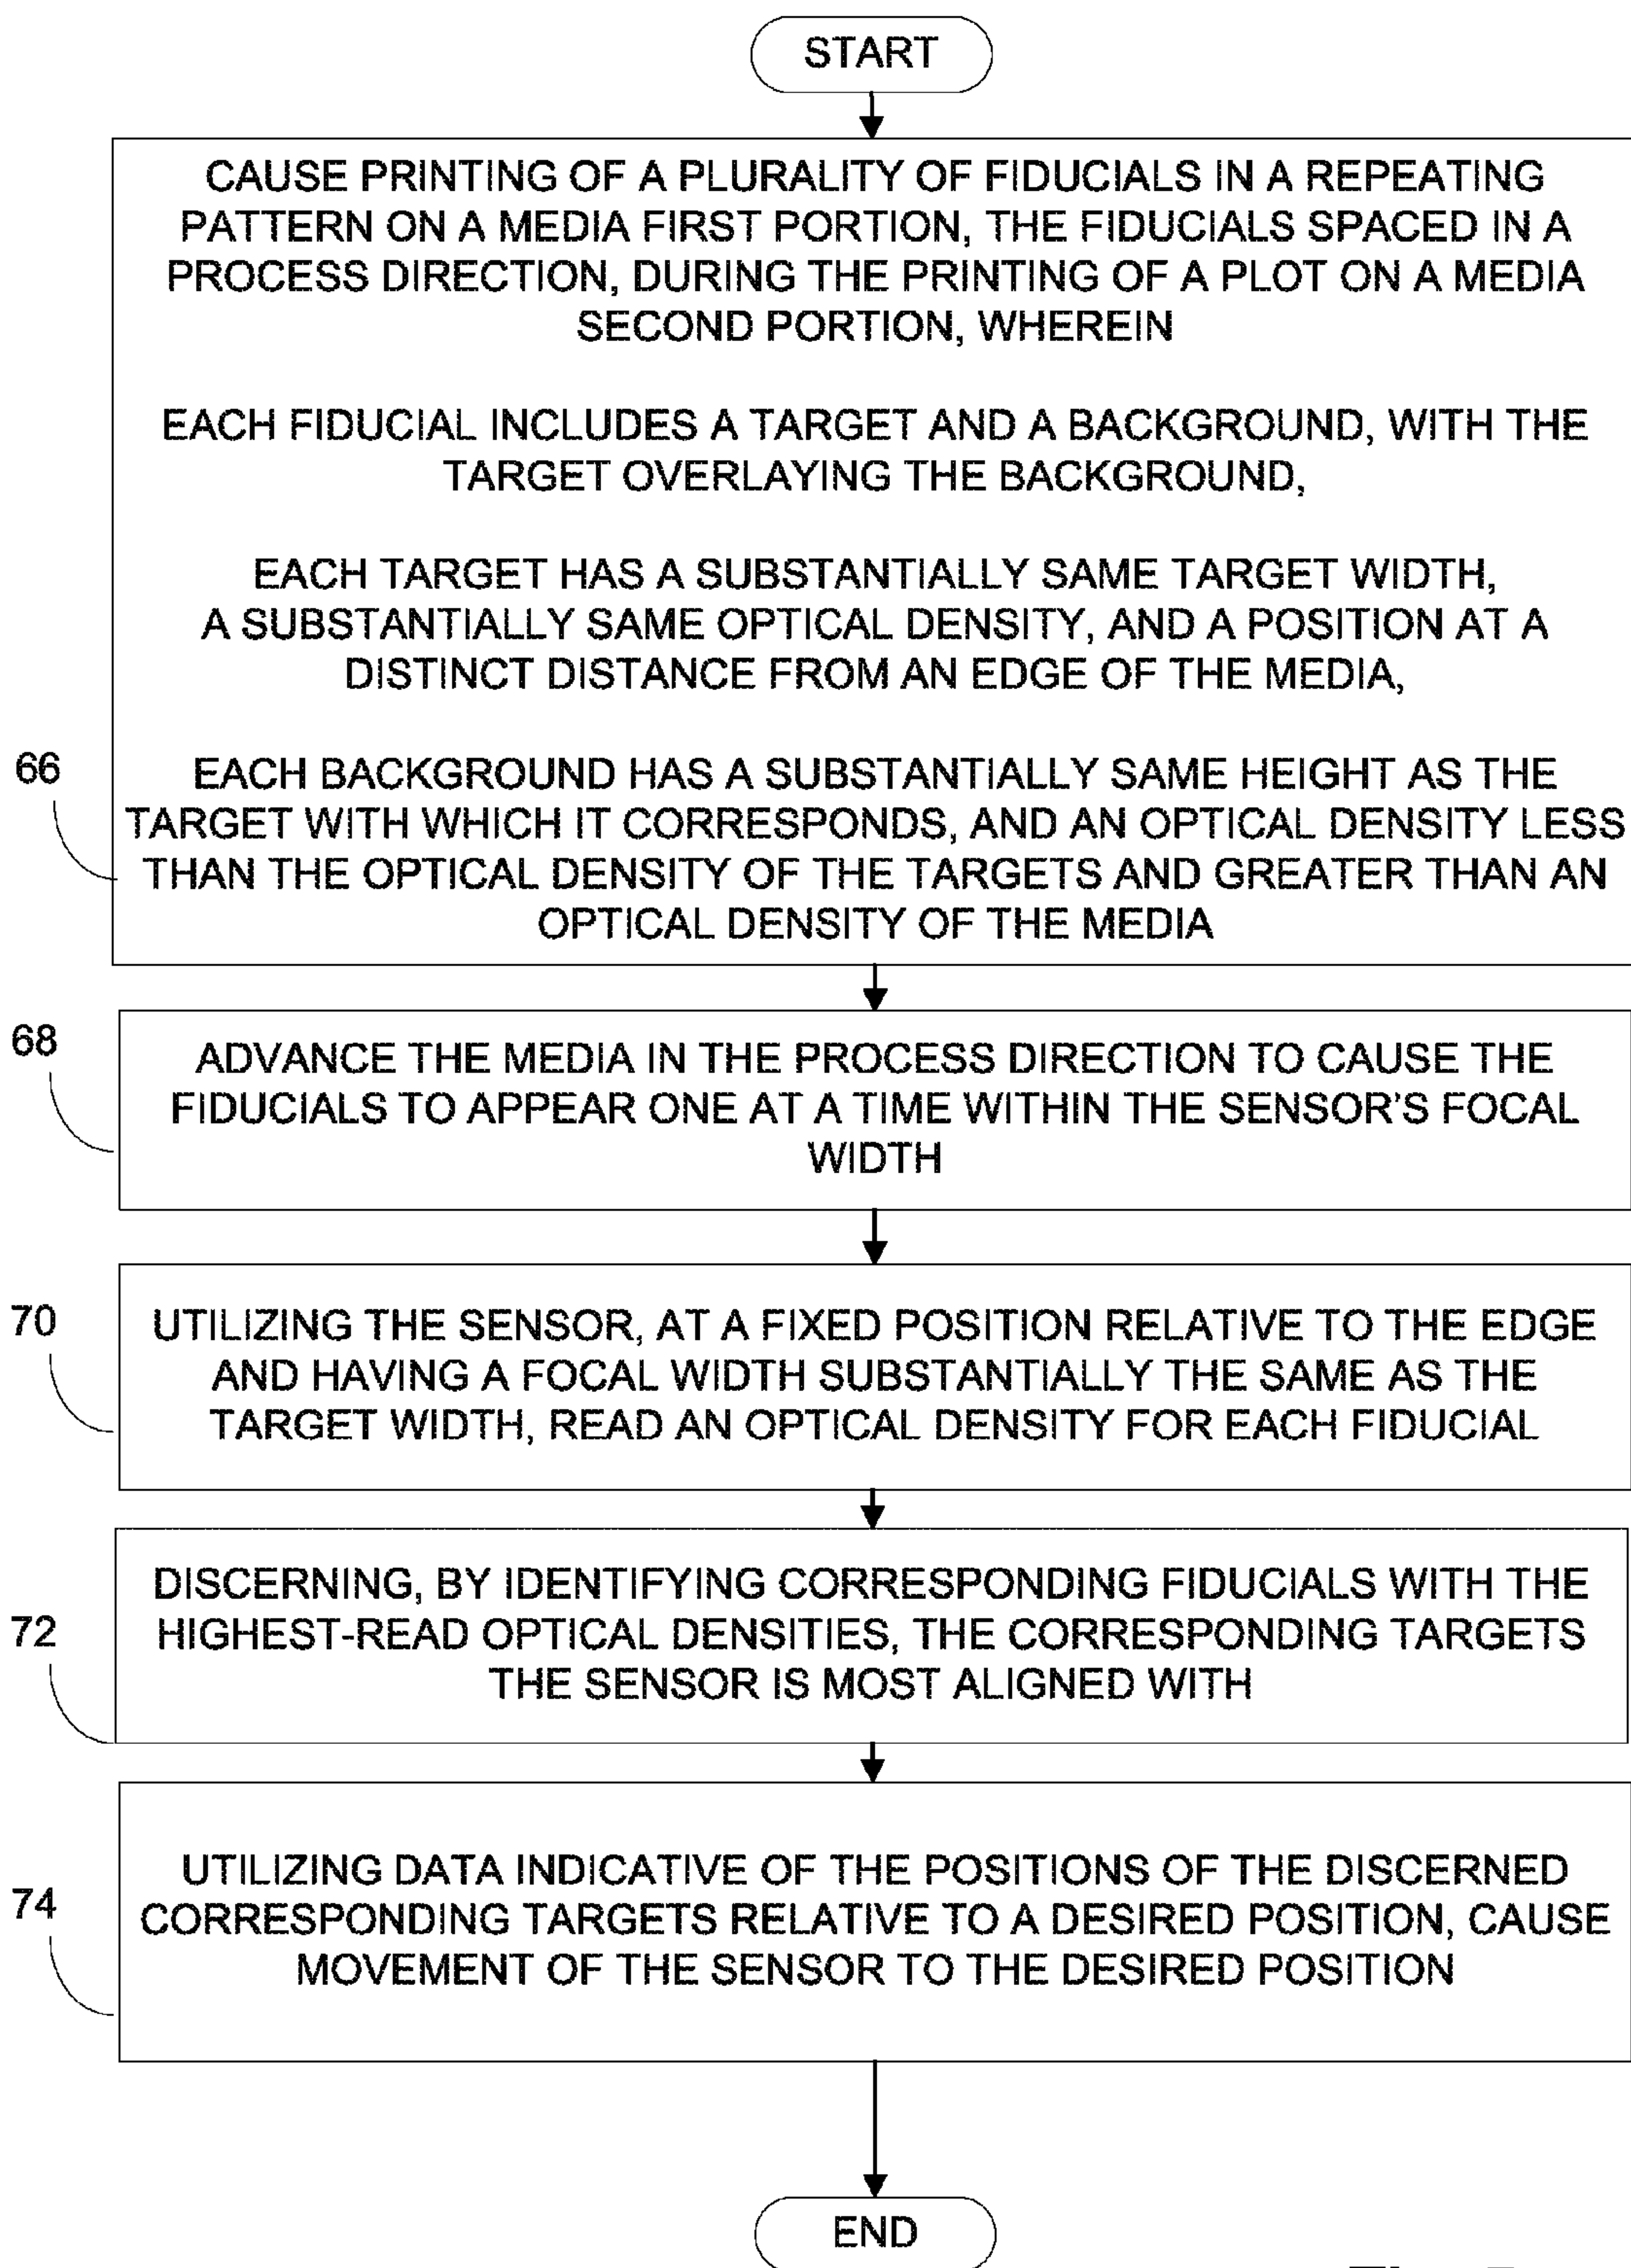 START
CAUSE PRINTING OF A PLURALITY OF FIDUCIALS IN A REPEATING
PATTERN ON A MEDIA FIRST PORTION, THE FIDUCIALS SPACED IN A
PROCESS DIRECTION, DURING THE PRINTING OF A PLOT ON A MEDIA
SECOND PORTION, WHEREIN
EACH FIDUCIAL INCLUDES A TARGET AND A BACKGROUND, WITH THE
TARGET OVERLAYING THE BACKGROUND,
EACH TARGET HAS A SUBSTANTIALLY SAME TARGET WIDTH,
A SUBSTANTIALLY SAME OPTICAL DENSITY, AND A POSITION AT A
DISTINCT DISTANCE FROM AN EDGE OF THE MEDIA,
66
EACH BACKGROUND HAS A SUBSTANTIALLY SAME HEIGHT AS THE
TARGET WITH WHICH IT CORRESPONDS, AND AN OPTICAL DENSITY LESS
THAN THE OPTICAL DENSITY OF THE TARGETS AND GREATER THAN AN
OPTICAL DENSITY OF THE MEDIA
68
ADVANCE THE MEDIA IN THE PROCESS DIRECTION TO CAUSE THE
FIDUCIALS TO APPEAR ONE AT A TIME WITHIN THE SENSOR'S FOCAL
WIDTH
70
UTILIZING THE SENSOR, AT A FIXED POSITION RELATIVE TO THE EDGE
AND HAVING A FOCAL WIDTH SUBSTANTIALLY THE SAME AS THE
TARGET WIDTH, READ AN OPTICAL DENSITY FOR EACH FIDUCIAL
72
DISCERNING, BY IDENTIFYING CORRESPONDING FIDUCIALS WITH THE
HIGHEST-READ OPTICAL DENSITIES, THE CORRESPONDING TARGETS
THE SENSOR IS MOST ALIGNED WITH
74
UTILIZING DATA INDICATIVE OF THE POSITIONS OF THE DISCERNED
CORRESPONDING TARGETS RELATIVE TO A DESIRED POSITION, CAUSE
MOVEMENT OF THE SENSOR TO THE DESIRED POSITION
END